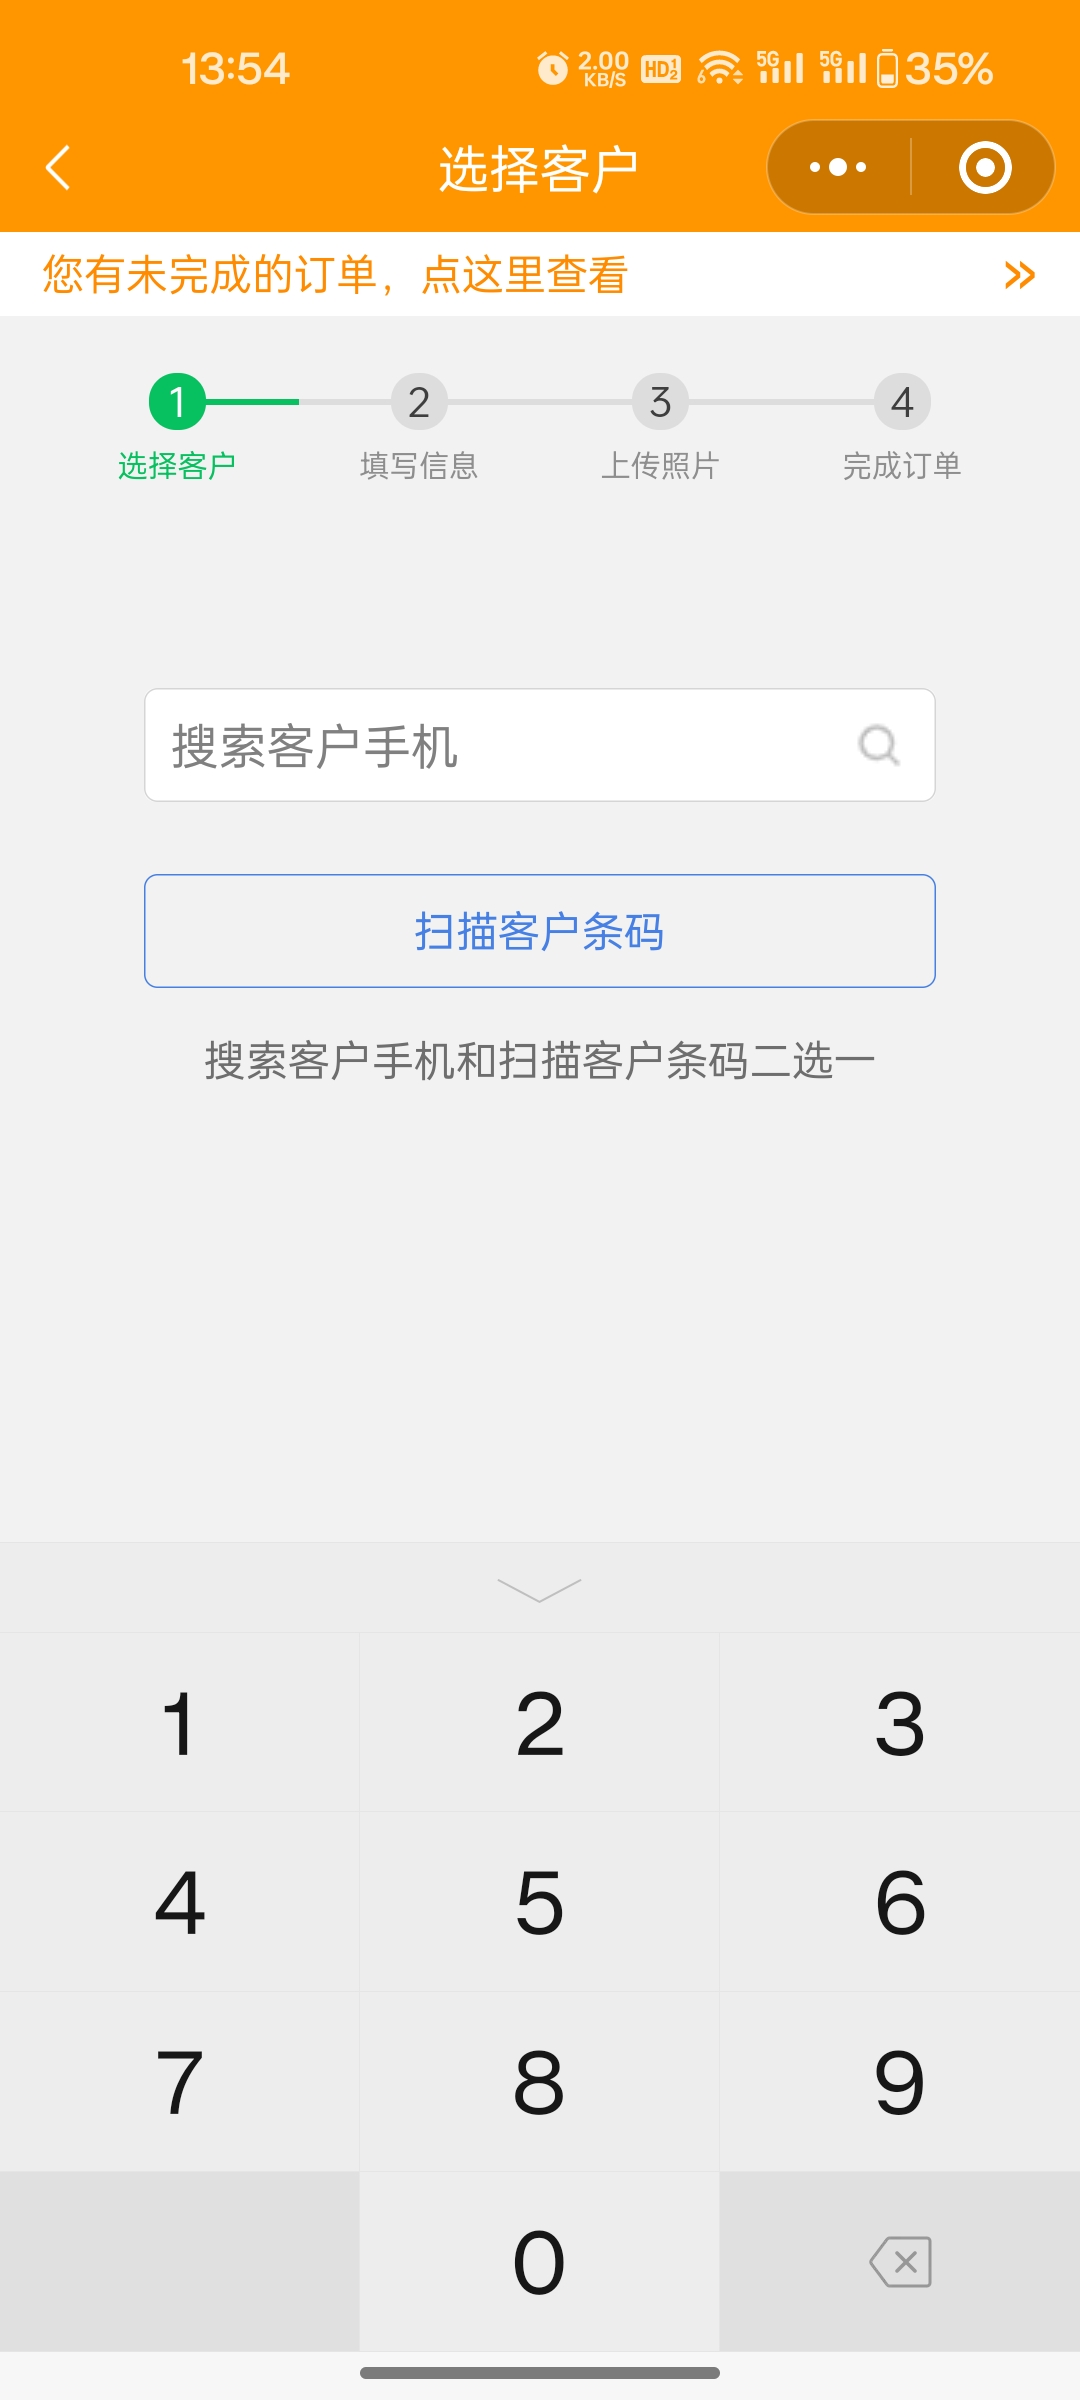 13:54
2.00 KB/S HD 1 2 6 5G 5G 35%
选择客户
您有未完成的订单，点这里查看
1 2 3 4
选择客户 填写信息 上传照片 完成订单
搜索客户手机
扫描客户条码
搜索客户手机和扫描客户条码二选一
1 2 3
4 5 6
7 8 9
0